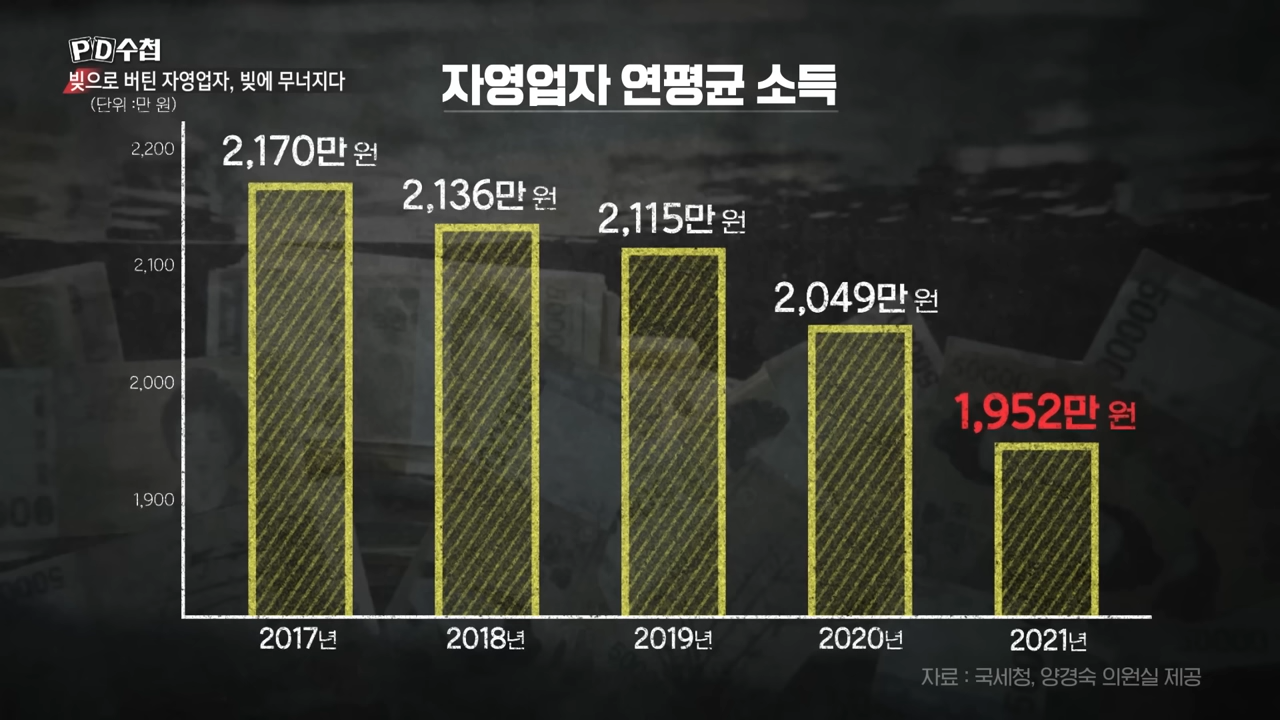 PD수첩
빚으로 버틴 자영업자, 빚에 무너지다
(단위 :만 원)
자영업자 연평균 소득
2,200
2,100
2,000
1,900
2,170만 원
2,136만 원
2,115만 원
2,049만 원
1,952만 원
2017년
2018년
2019년
2020년
2021년
자료 : 국세청, 양경숙 의원실 제공